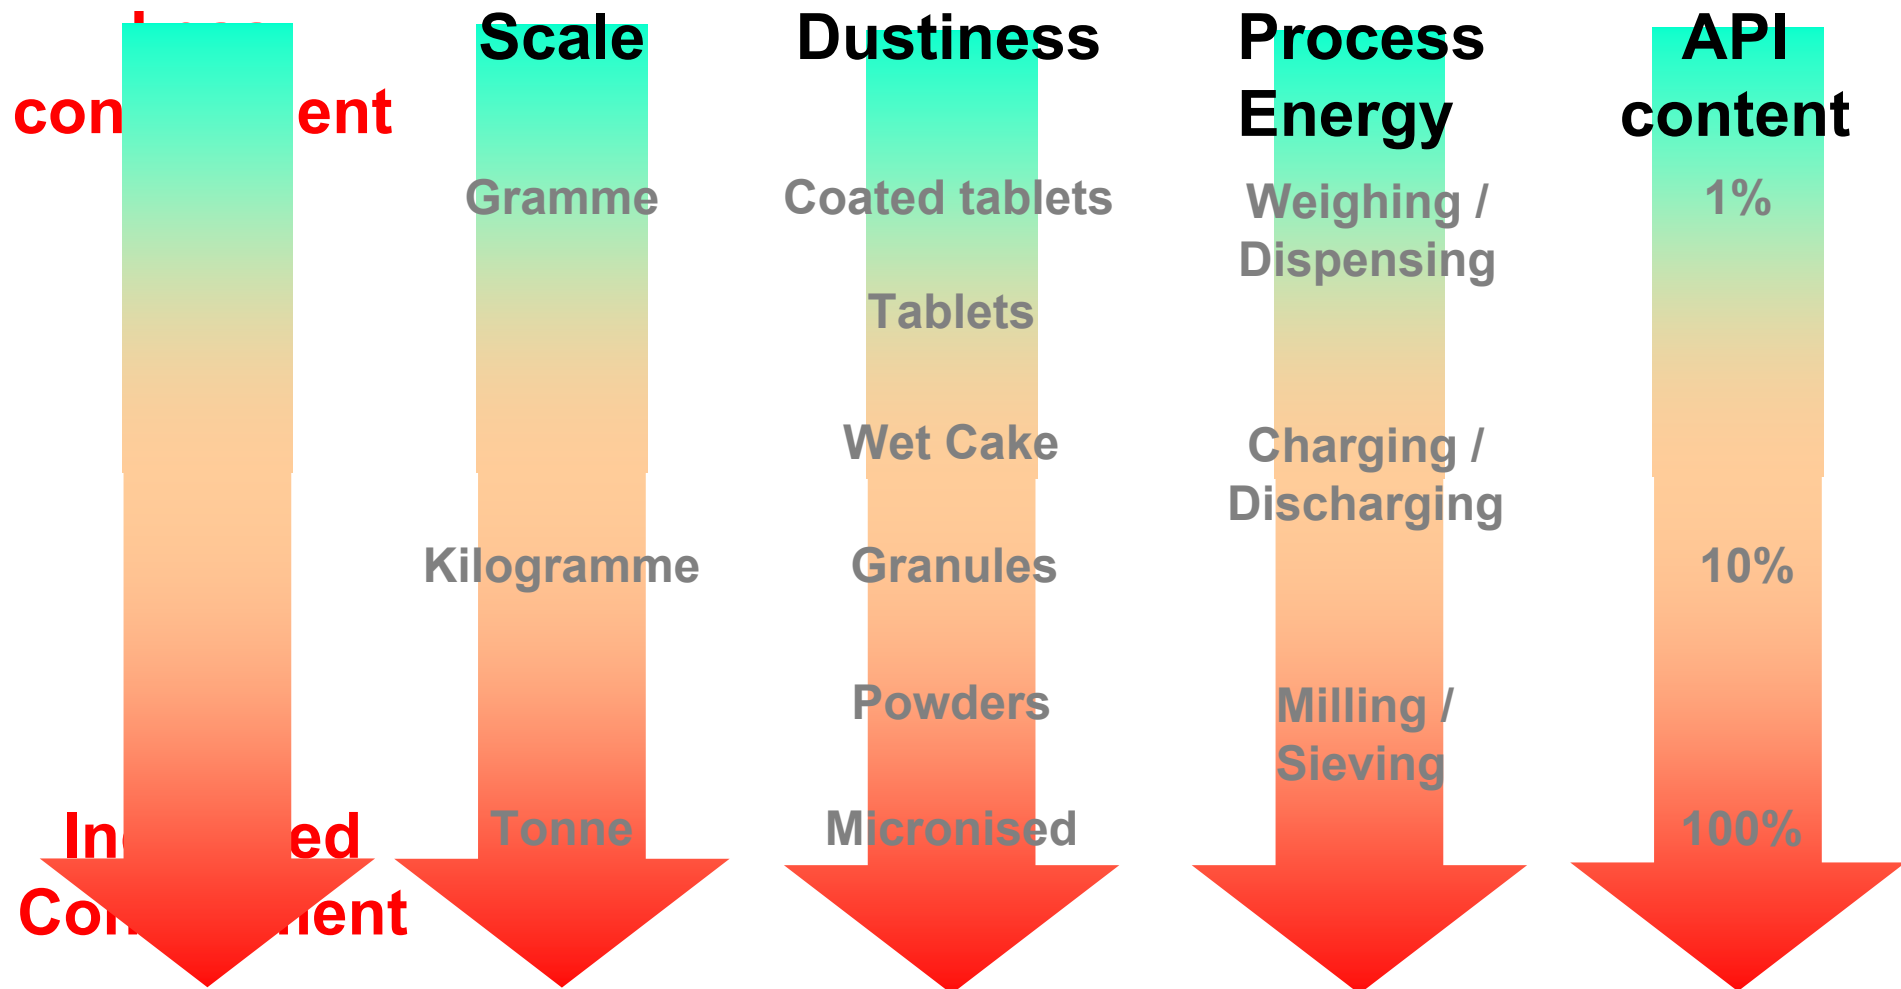 Scale
Gramme
Kilogramme
Tonne
Dustiness
Coated tablets
Tablets
Wet Cake
Granules
Powders
Micronised
Process
Energy
Weighing /
Dispensing
Charging /
Discharging
Milling /
Sieving
API
content
1%
10%
100%